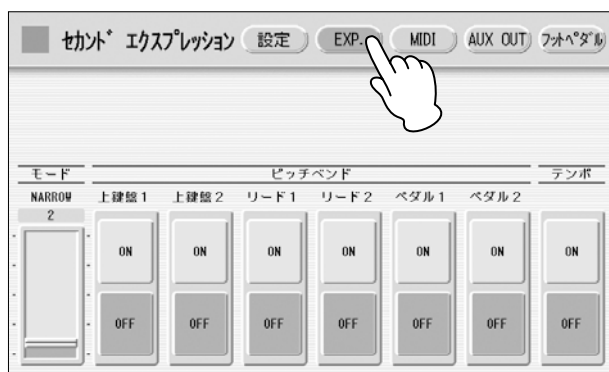 セカンド エクスプレッション 設定 EXP. MIDI AUX OUT フットペダル
モード ピッチベンド テンポ
NARROW 上鍵盤1 上鍵盤2 リード1 リード2 ペダル1 ペダル2
2
ON ON ON ON ON ON ON
OFF OFF OFF OFF OFF OFF OFF